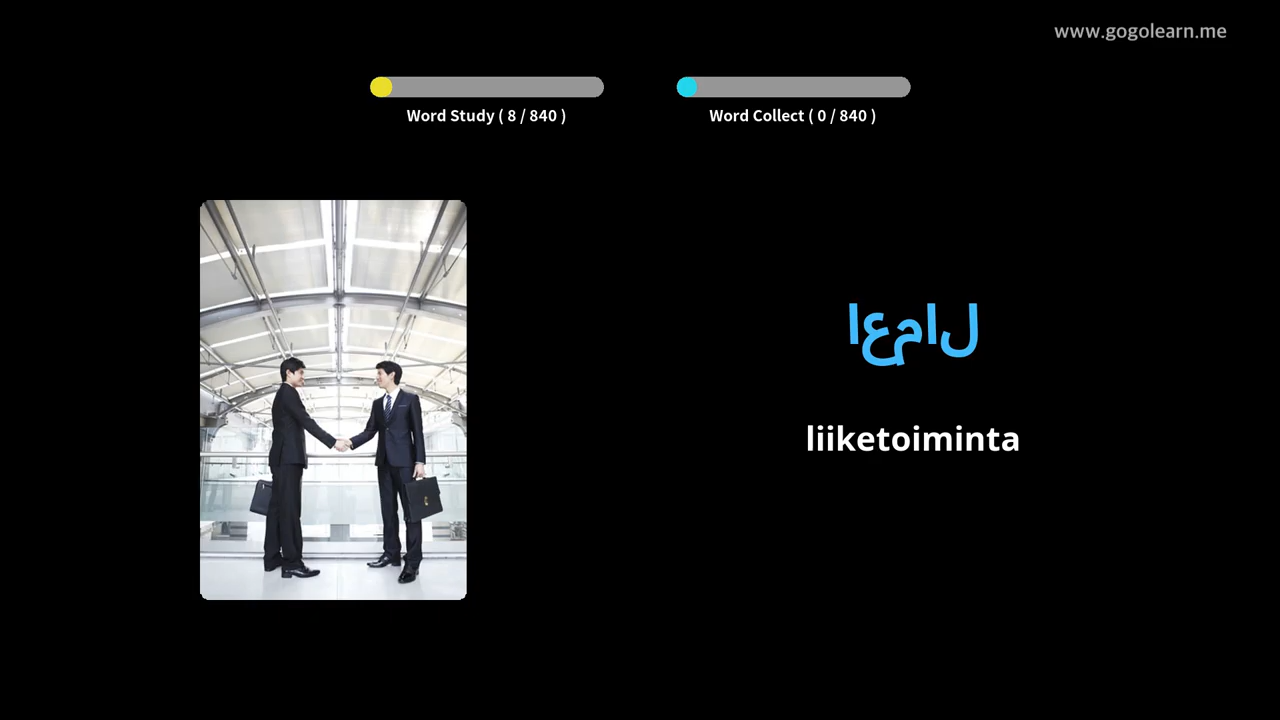 www.gogolearn.me
Word Study ( 8 / 840 )
Word Collect ( 0 / 840 )
اعمال
liiketoiminta